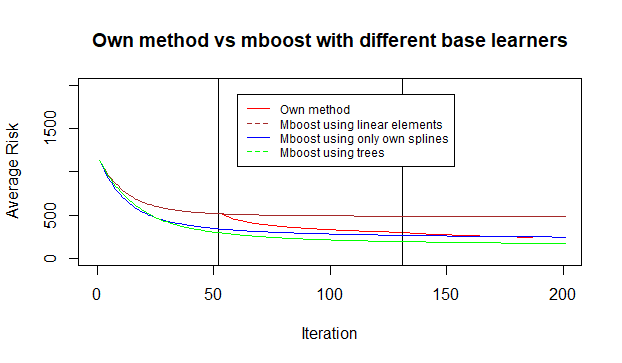 Own method vs mboost with different base learners
Average Risk
1500
500
0
Own method
Mboost using linear elements
Mboost using only own splines
Mboost using trees
0 50 100 150 200
Iteration